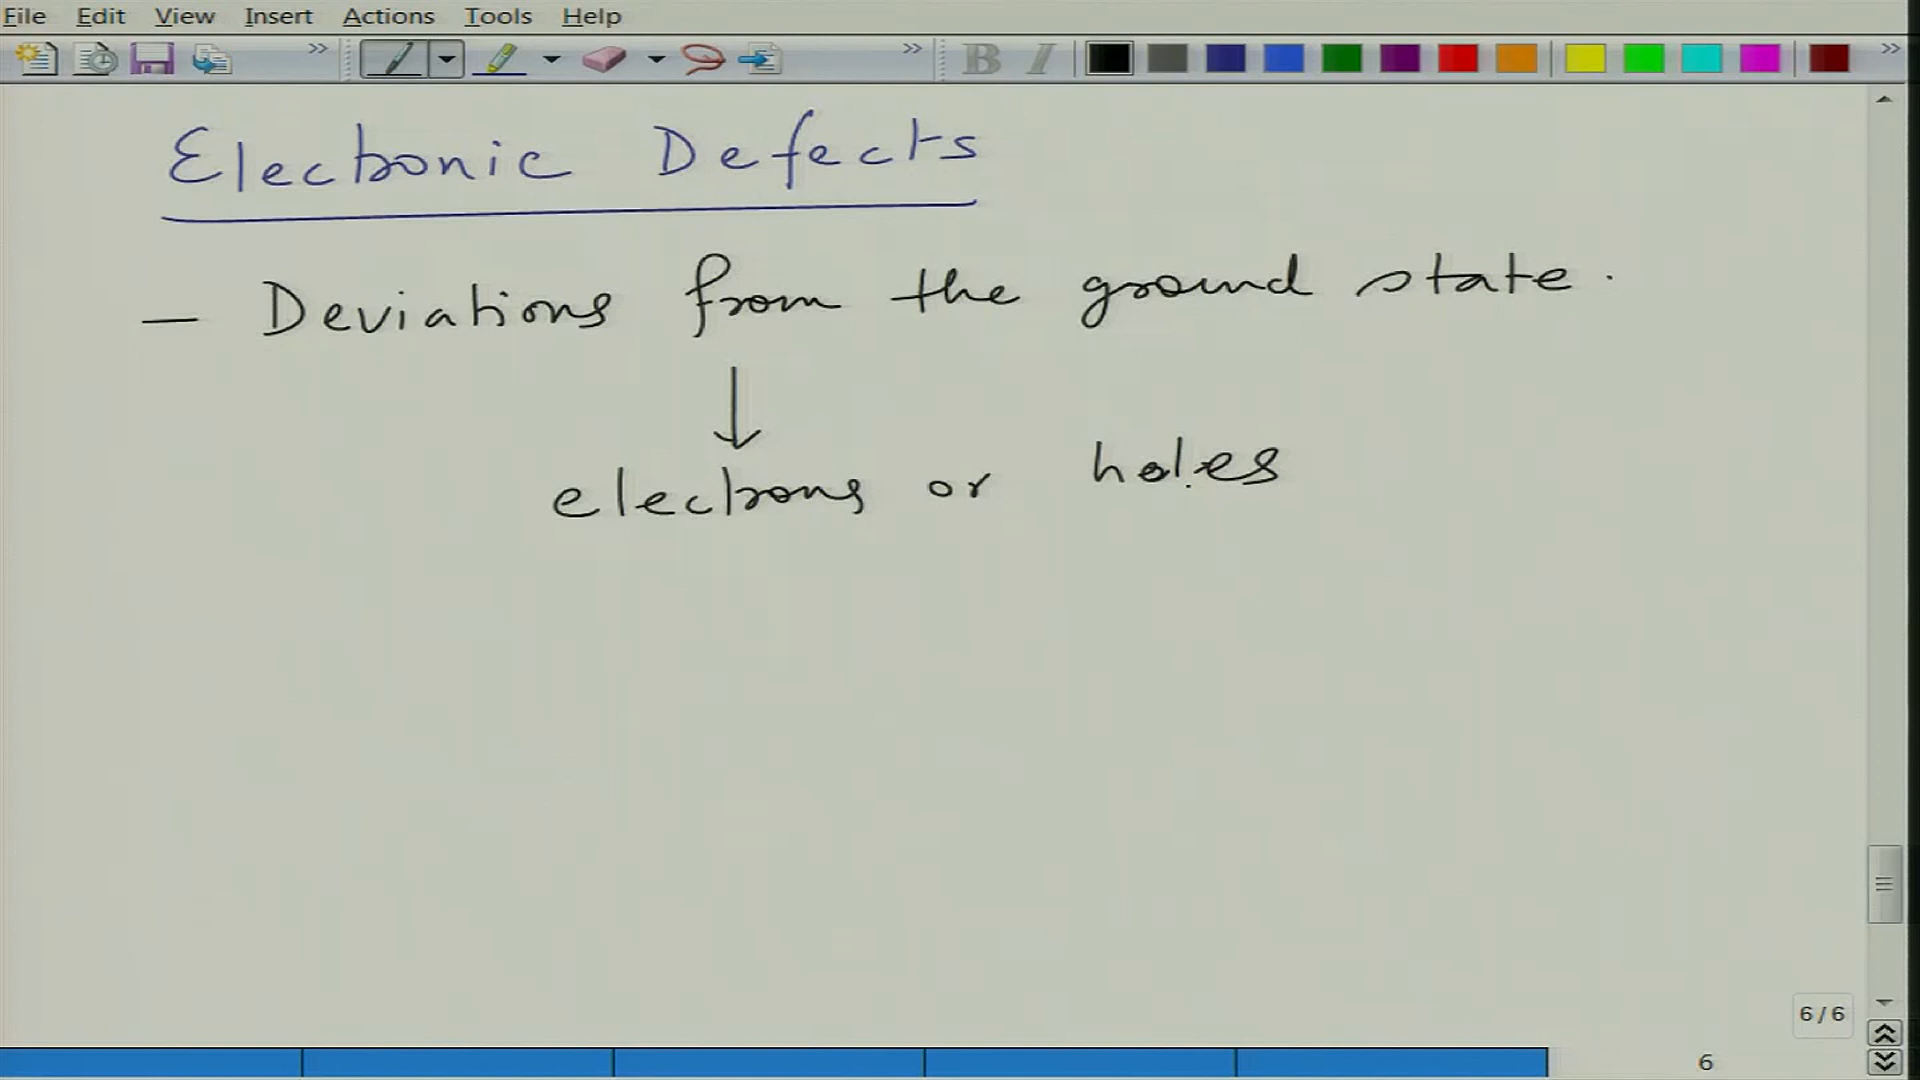 File Edit View Insert Actions Tools Help
B I
Electronic Defects
— Deviations from the ground state.
↓
electrons or holes
6 / 6
6